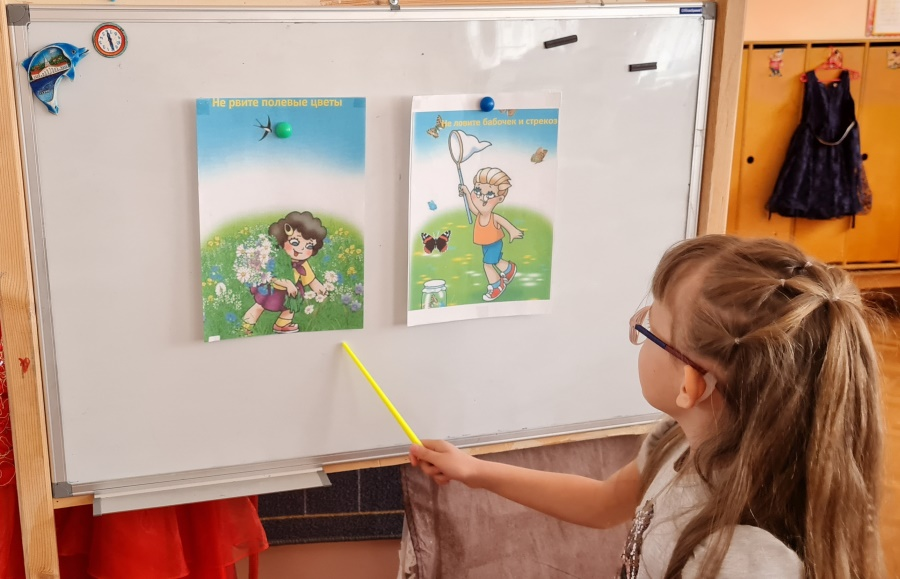 Не рвите полевые цветы
Не ловите бабочек и стрекоз